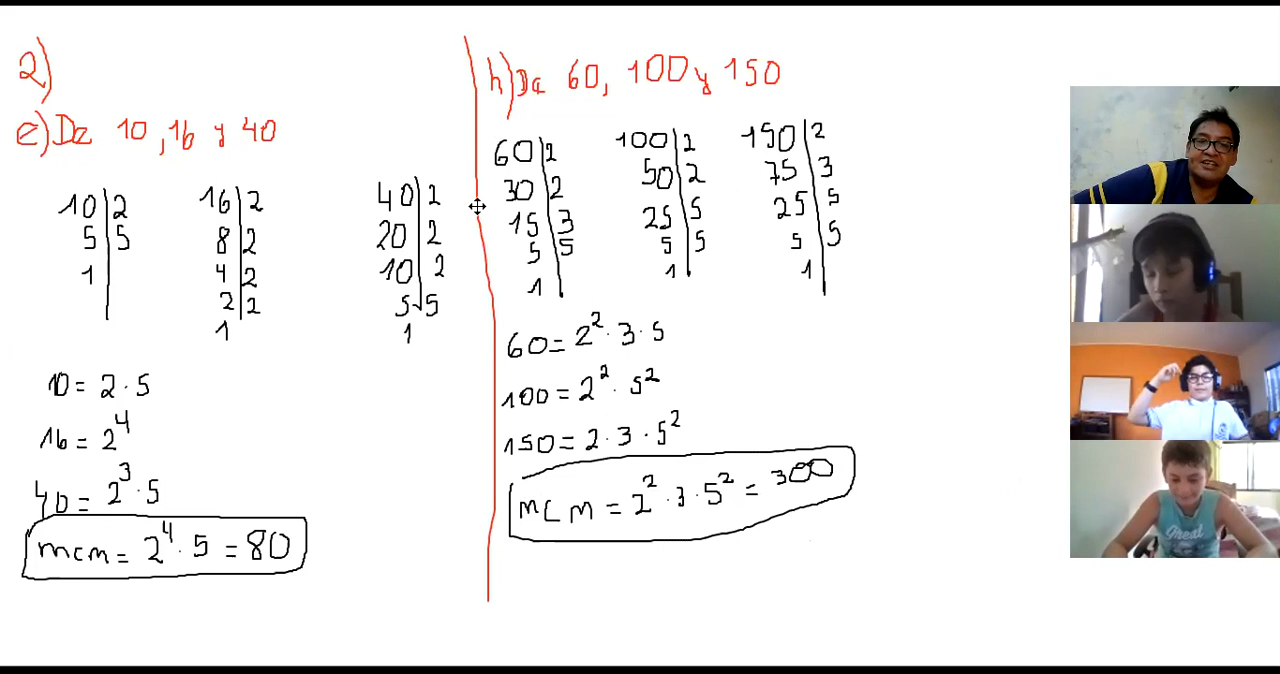 2)
e) De 10, 16 y 40
10 | 2
5 | 5
1
16 | 2
8 | 2
4 | 2
2 | 2
1
40 | 2
20 | 2
10 | 2
5 | 5
1
10 = 2 · 5
16 = 2⁴
40 = 2³ · 5
mcm = 2⁴ · 5 = 80
h) De 60, 100 y 150
60 | 2
30 | 2
15 | 3
5 | 5
1
100 | 2
50 | 2
25 | 5
5 | 5
1
150 | 2
75 | 3
25 | 5
5 | 5
1
60 = 2² · 3 · 5
100 = 2² · 5²
150 = 2 · 3 · 5²
mcm = 2² · 3 · 5² = 300